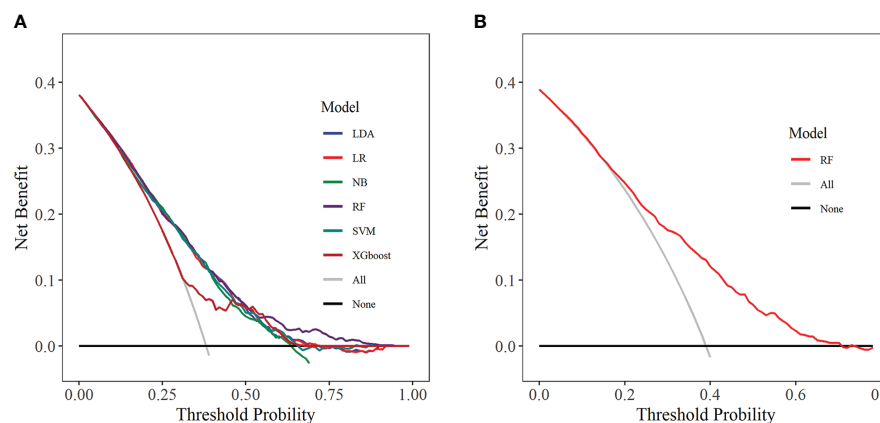 A
Net Benefit
0.4
0.3
0.2
0.1
0.0
0.00
0.25
0.50
0.75
1.00
Threshold Probility
Model
LDA
LR
NB
RF
SVM
XGboost
All
None
B
Net Benefit
0.4
0.3
0.2
0.1
0.0
0.0
0.2
0.4
0.6
Threshold Probility
Model
RF
All
None